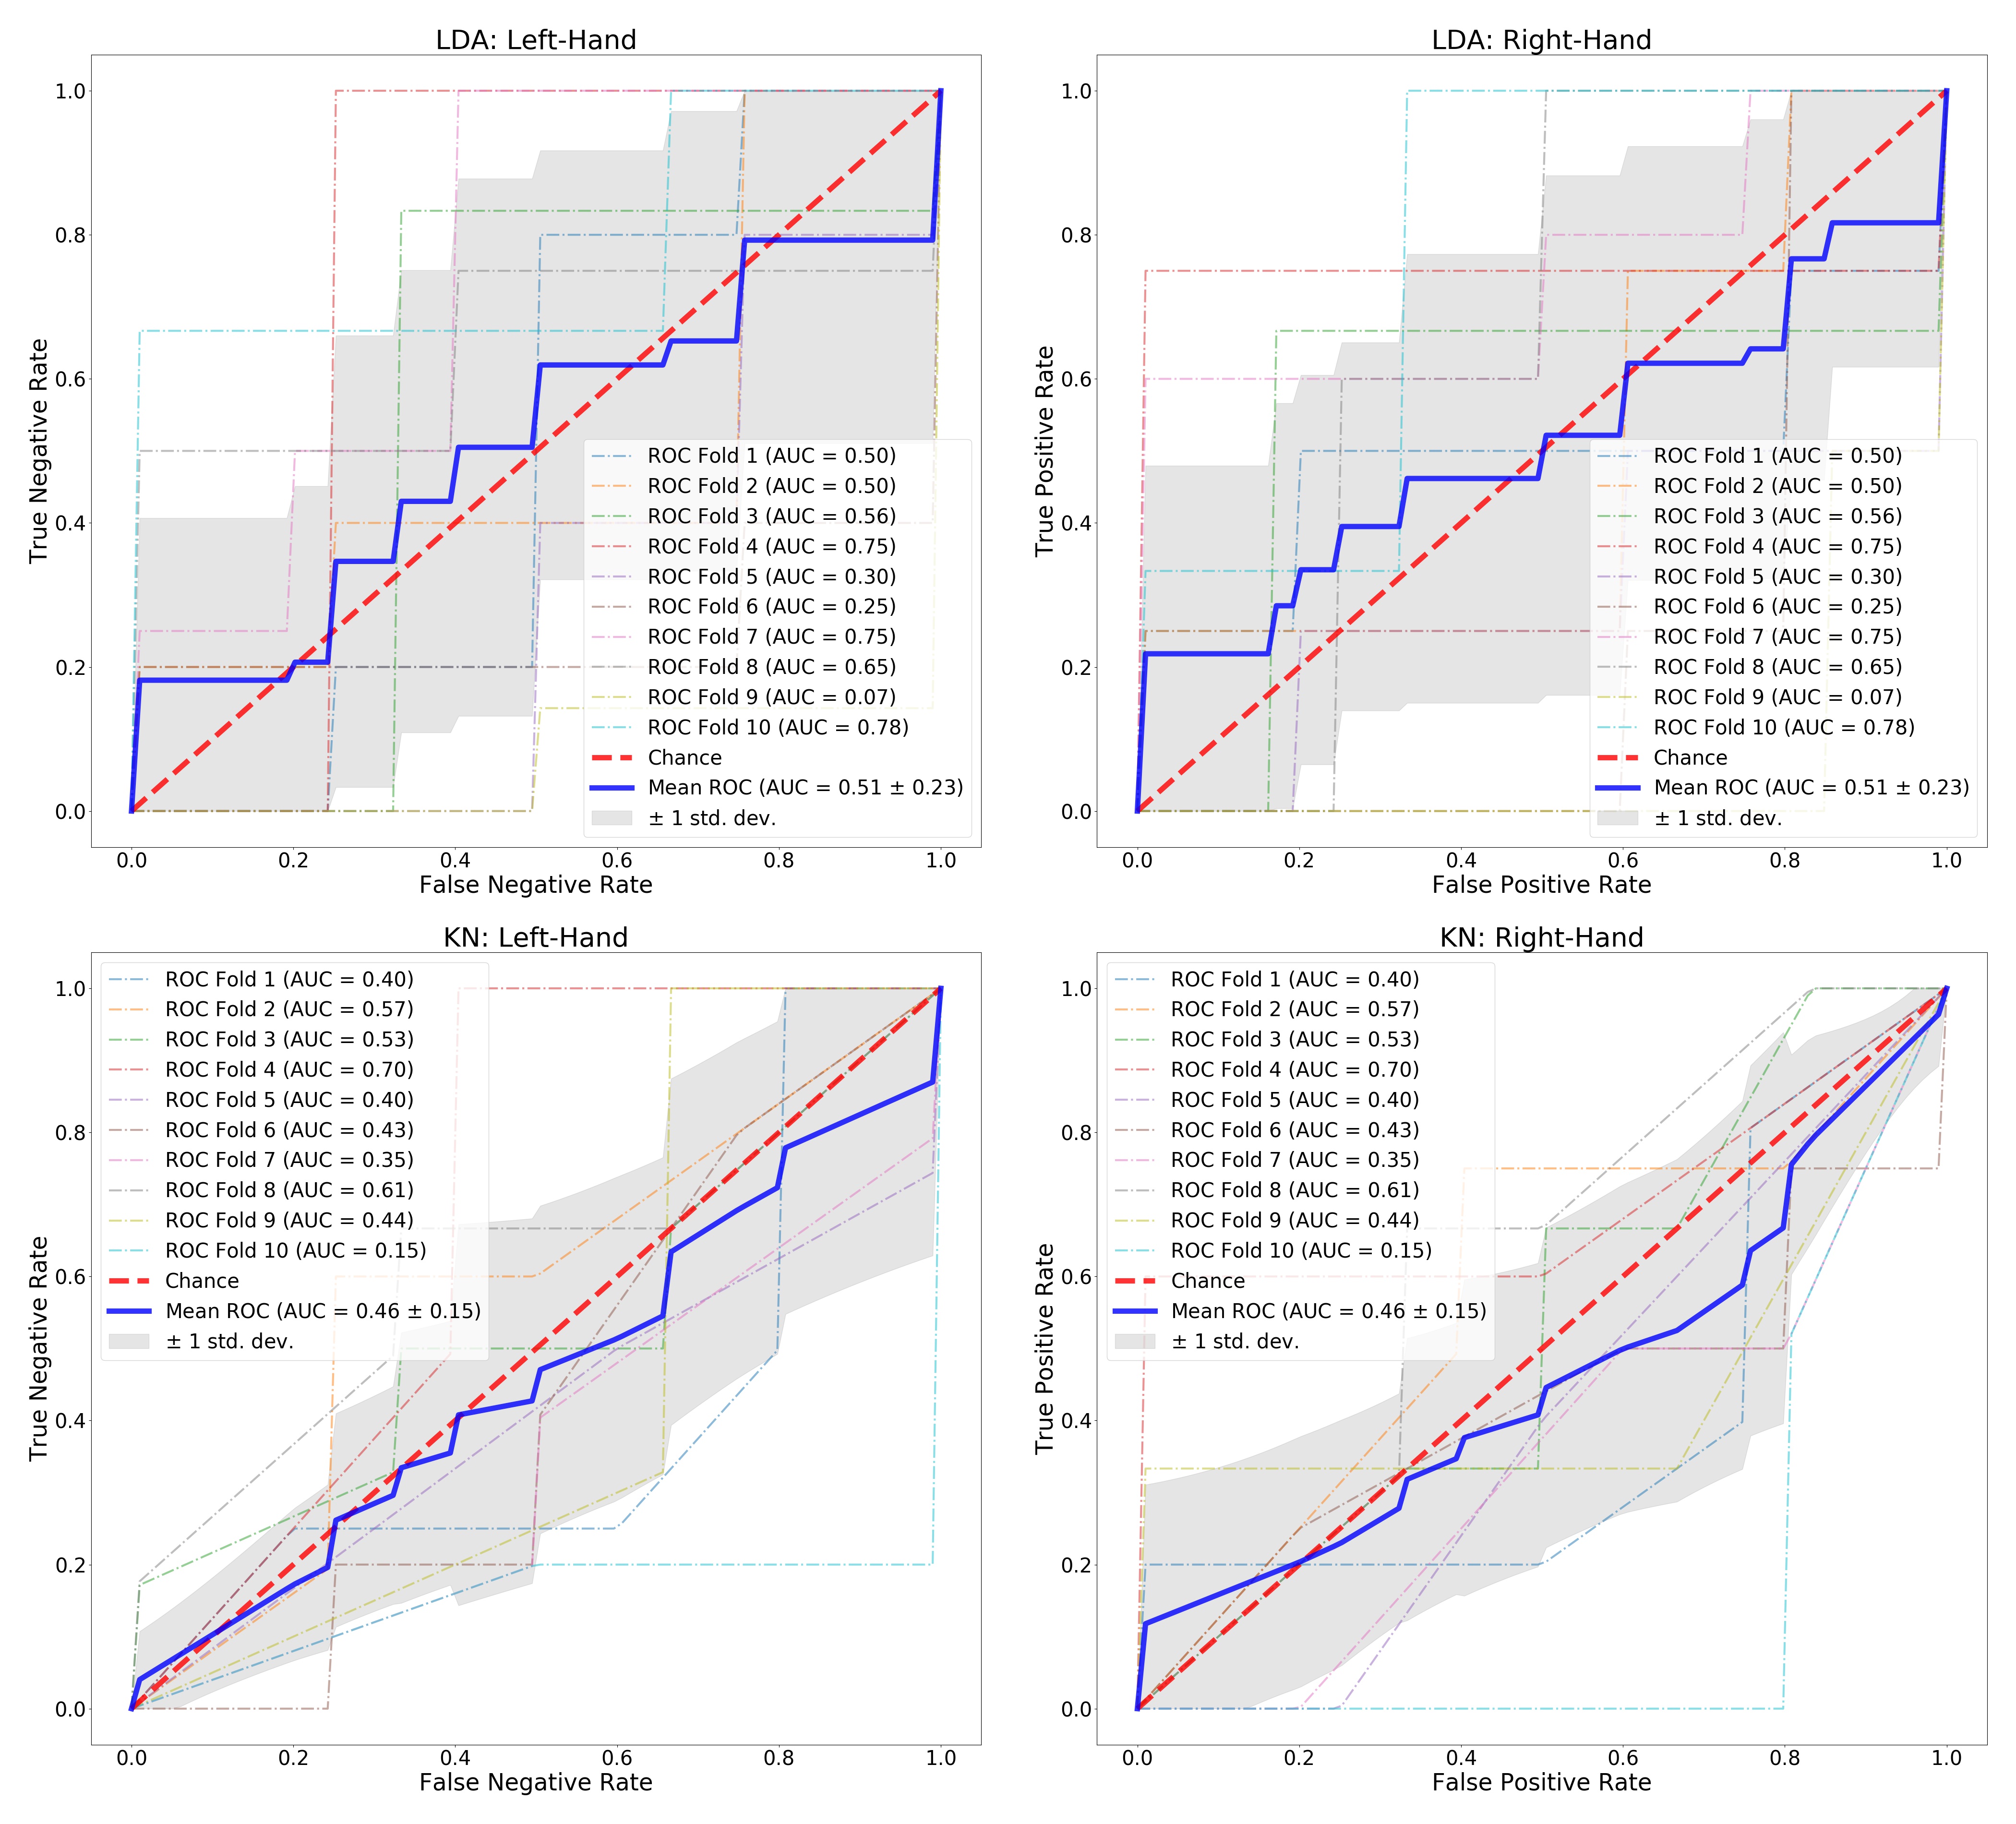 LDA: Left-Hand
1.0
0.8
0.6
0.4
0.2
0.0
True Negative Rate
0.0 0.2 0.4 0.6 0.8 1.0
False Negative Rate
ROC Fold 1 (AUC = 0.50)
ROC Fold 2 (AUC = 0.50)
ROC Fold 3 (AUC = 0.56)
ROC Fold 4 (AUC = 0.75)
ROC Fold 5 (AUC = 0.30)
ROC Fold 6 (AUC = 0.25)
ROC Fold 7 (AUC = 0.75)
ROC Fold 8 (AUC = 0.65)
ROC Fold 9 (AUC = 0.07)
ROC Fold 10 (AUC = 0.78)
Chance
Mean ROC (AUC = 0.51 ± 0.23)
± 1 std. dev.
LDA: Right-Hand
1.0
0.8
0.6
0.4
0.2
0.0
True Positive Rate
0.0 0.2 0.4 0.6 0.8 1.0
False Positive Rate
ROC Fold 1 (AUC = 0.50)
ROC Fold 2 (AUC = 0.50)
ROC Fold 3 (AUC = 0.56)
ROC Fold 4 (AUC = 0.75)
ROC Fold 5 (AUC = 0.30)
ROC Fold 6 (AUC = 0.25)
ROC Fold 7 (AUC = 0.75)
ROC Fold 8 (AUC = 0.65)
ROC Fold 9 (AUC = 0.07)
ROC Fold 10 (AUC = 0.78)
Chance
Mean ROC (AUC = 0.51 ± 0.23)
± 1 std. dev.
KN: Left-Hand
1.0
0.8
0.6
0.4
0.2
0.0
True Negative Rate
0.0 0.2 0.4 0.6 0.8 1.0
False Negative Rate
ROC Fold 1 (AUC = 0.40)
ROC Fold 2 (AUC = 0.57)
ROC Fold 3 (AUC = 0.53)
ROC Fold 4 (AUC = 0.70)
ROC Fold 5 (AUC = 0.40)
ROC Fold 6 (AUC = 0.43)
ROC Fold 7 (AUC = 0.35)
ROC Fold 8 (AUC = 0.61)
ROC Fold 9 (AUC = 0.44)
ROC Fold 10 (AUC = 0.15)
Chance
Mean ROC (AUC = 0.46 ± 0.15)
± 1 std. dev.
KN: Right-Hand
1.0
0.8
0.6
0.4
0.2
0.0
True Positive Rate
0.0 0.2 0.4 0.6 0.8 1.0
False Positive Rate
ROC Fold 1 (AUC = 0.40)
ROC Fold 2 (AUC = 0.57)
ROC Fold 3 (AUC = 0.53)
ROC Fold 4 (AUC = 0.70)
ROC Fold 5 (AUC = 0.40)
ROC Fold 6 (AUC = 0.43)
ROC Fold 7 (AUC = 0.35)
ROC Fold 8 (AUC = 0.61)
ROC Fold 9 (AUC = 0.44)
ROC Fold 10 (AUC = 0.15)
Chance
Mean ROC (AUC = 0.46 ± 0.15)
± 1 std. dev.